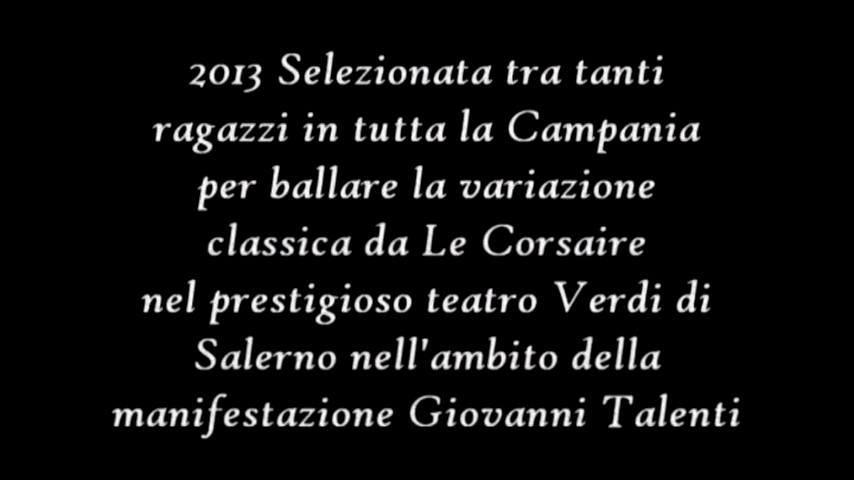 2013 Selezionata tra tanti
ragazzi in tutta la Campania
per ballare la variazione
classica da Le Corsaire
nel prestigioso teatro Verdi di
Salerno nell'ambito della
manifestazione Giovanni Talenti